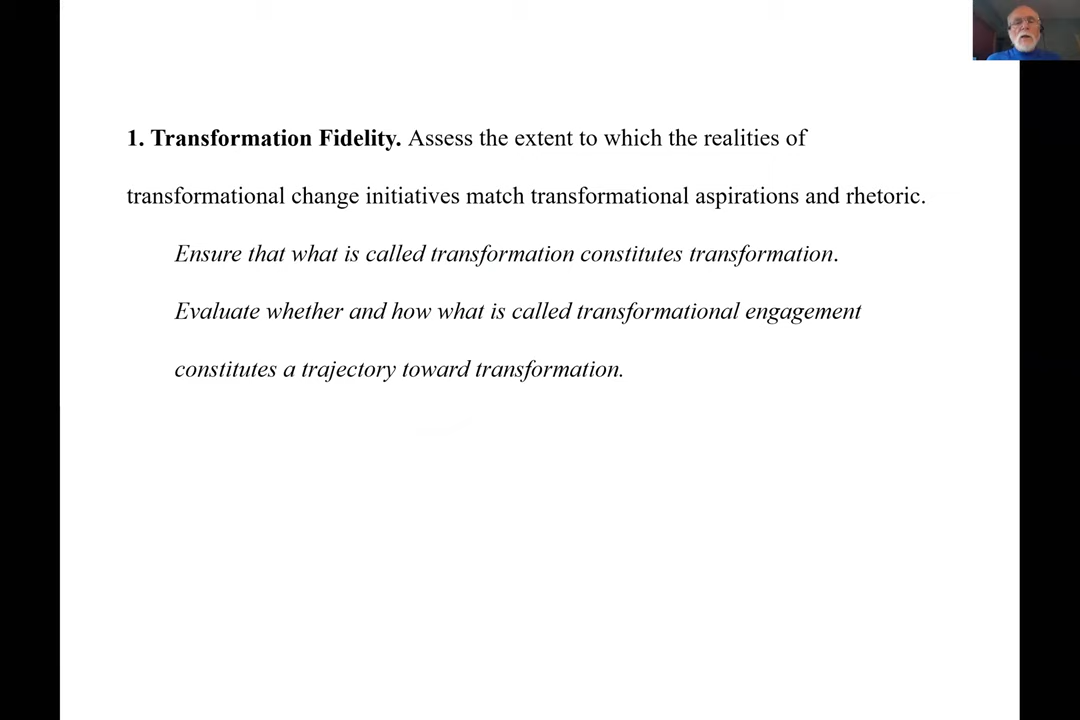 1. Transformation Fidelity. Assess the extent to which the realities of
transformational change initiatives match transformational aspirations and rhetoric.
Ensure that what is called transformation constitutes transformation.
Evaluate whether and how what is called transformational engagement
constitutes a trajectory toward transformation.